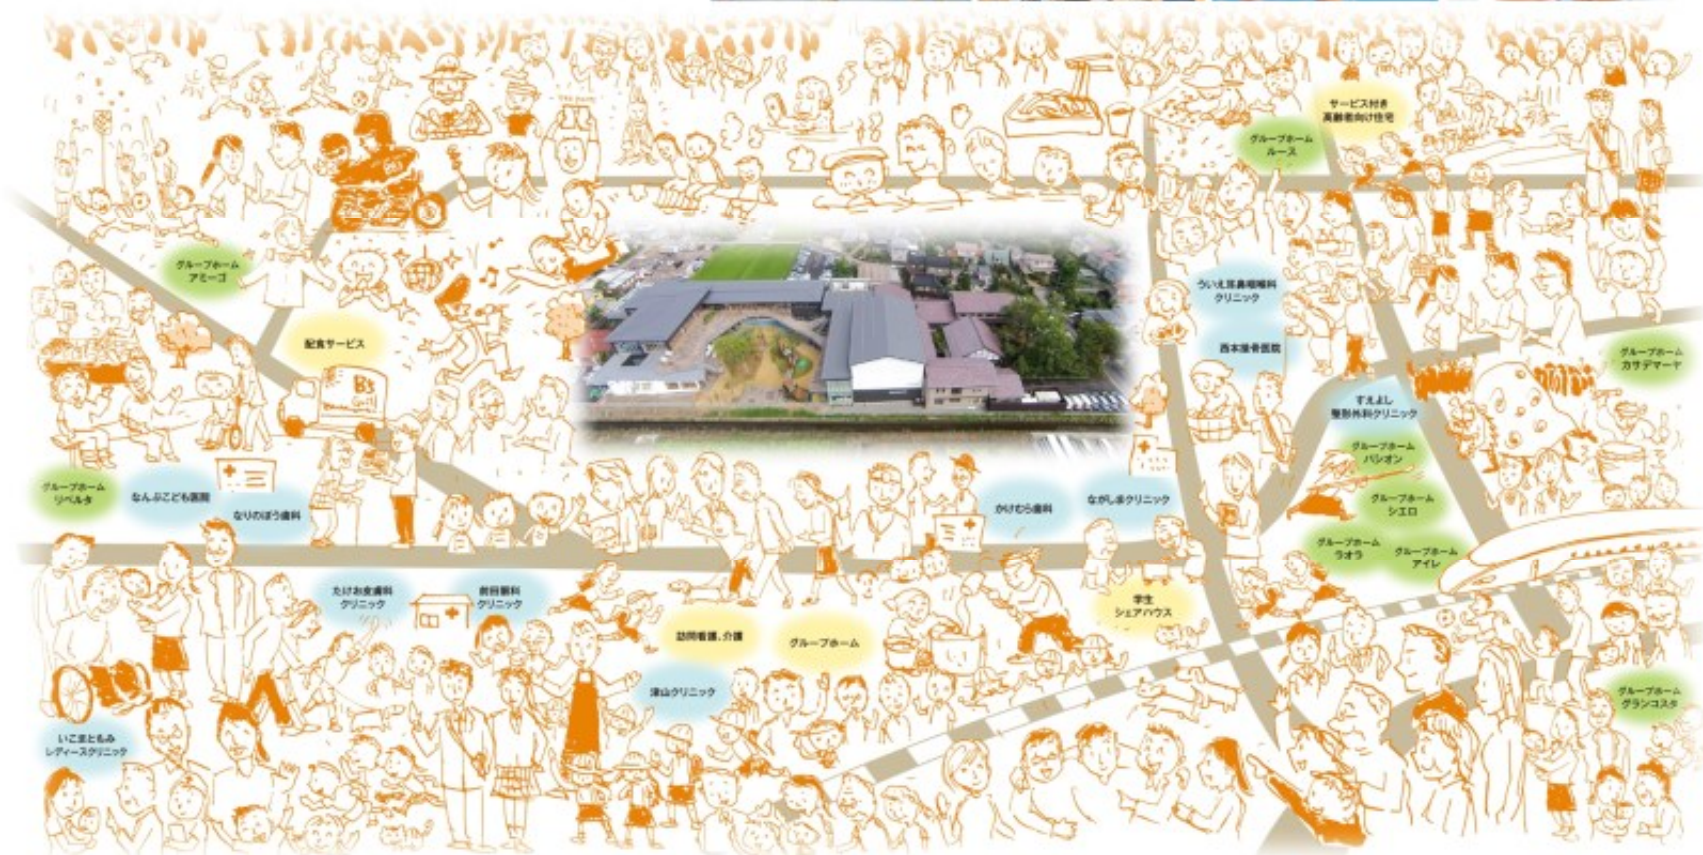 サービス付き
高齢者向け住宅
グループホーム
ルース
グループホーム
アミーゴ
ういえ耳鼻咽喉科
クリニック
配食サービス
西本接骨医院
グループホーム
カサデマーヤ
B's
すえよし
整形外科クリニック
グループホーム
パシオン
グループホーム
リベルタ
なんぶこども医院
なりのぼう歯科
かけむら歯科
ながしまクリニック
グループホーム
シエロ
グループホーム
ラオラ
グループホーム
アイレ
たけお皮膚科
クリニック
前田眼科
クリニック
学生
シェアハウス
訪問看護、介護
グループホーム
津山クリニック
グループホーム
グランコスタ
いこまともみ
レディースクリニック